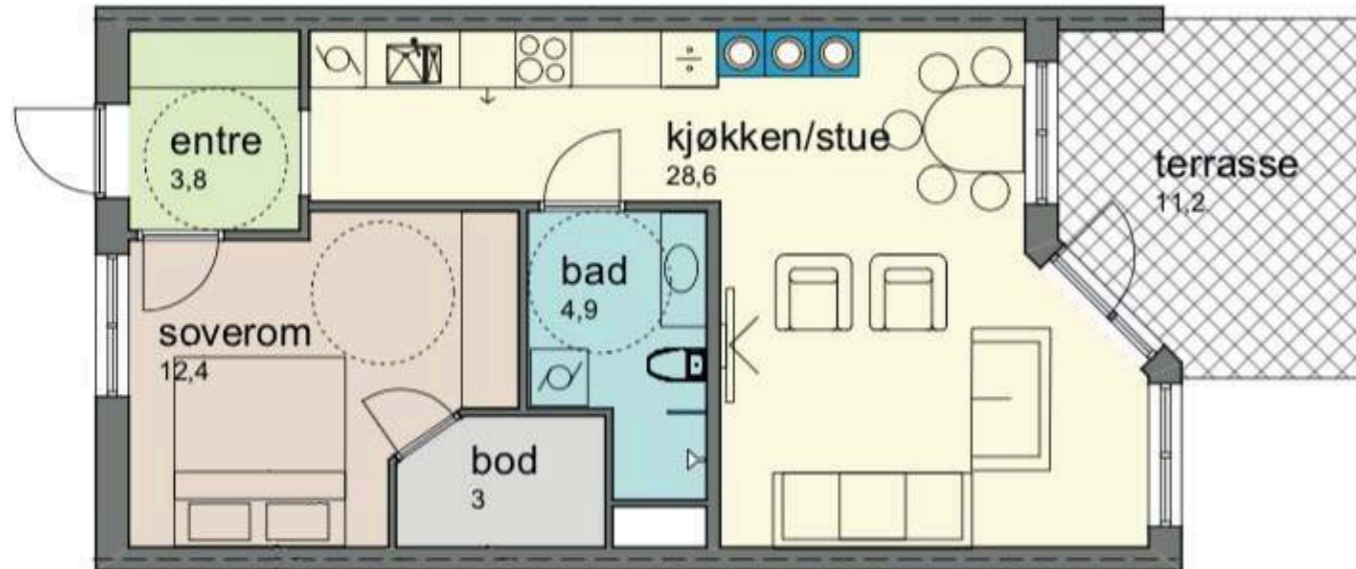 entre
3,8
kjøkken/stue
28,6
terrasse
11,2
soverom
12,4
bad
4,9
bod
3